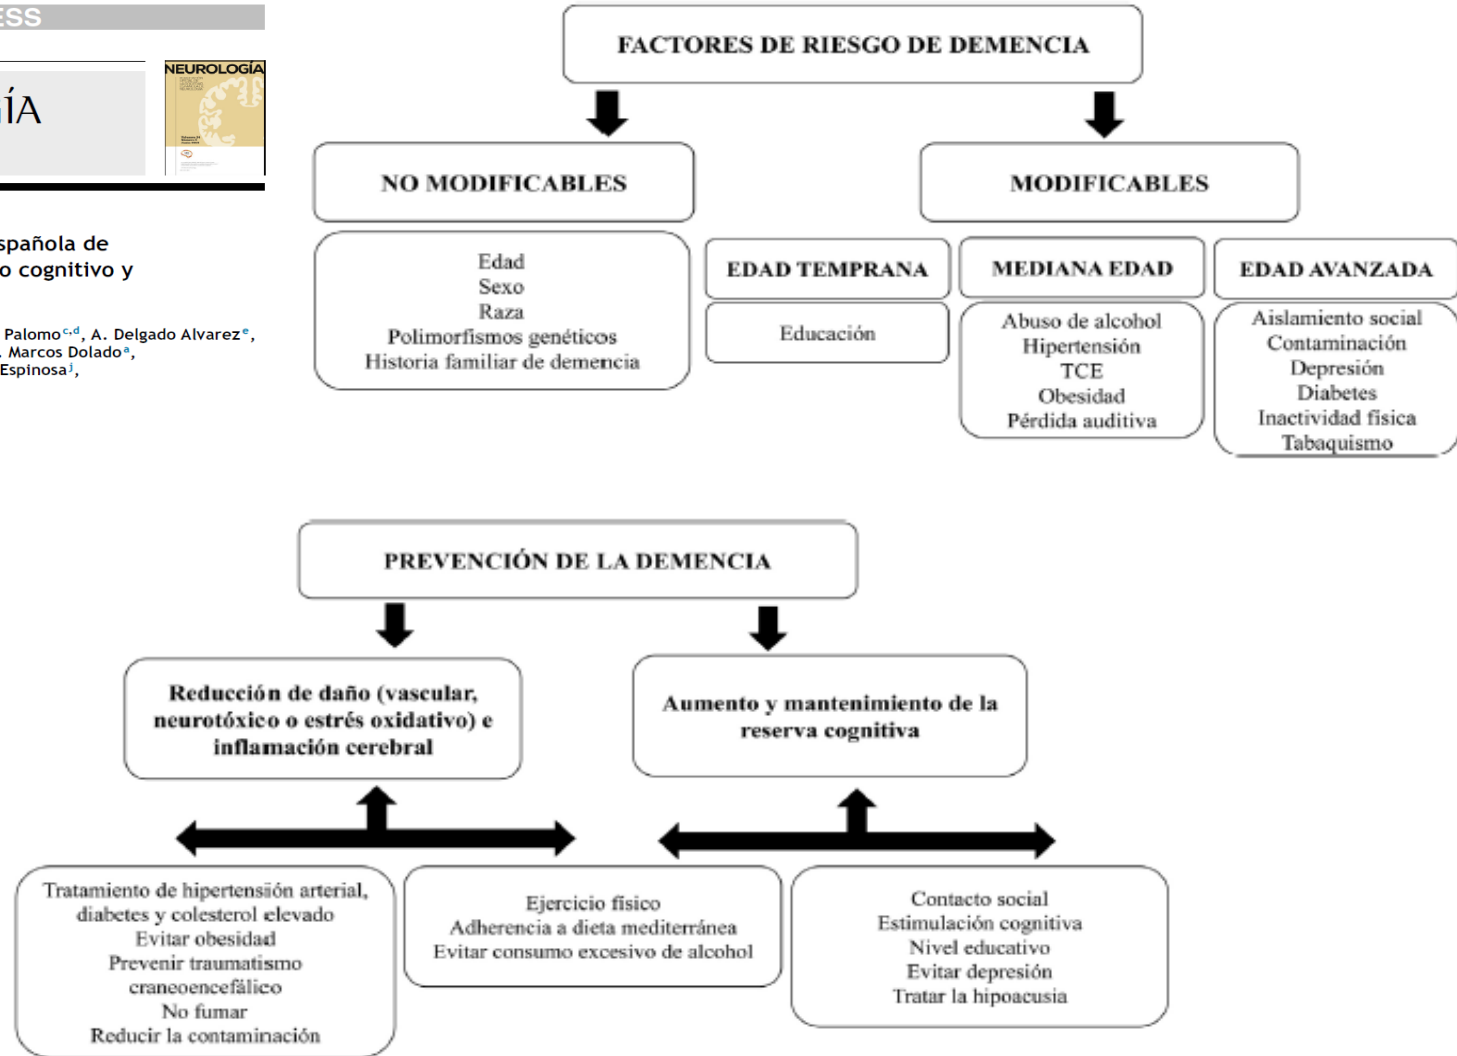 ESS
NEUROLOGÍA
ÍA
spañola de
o cognitivo y
Palomo c,d, A. Delgado Alvarez e,
. Marcos Dolado a,
Espinosa j,
FACTORES DE RIESGO DE DEMENCIA
NO MODIFICABLES
MODIFICABLES
Edad
Sexo
Raza
Polimorfismos genéticos
Historia familiar de demencia
EDAD TEMPRANA
Educación
MEDIANA EDAD
Abuso de alcohol
Hipertensión
TCE
Obesidad
Pérdida auditiva
EDAD AVANZADA
Aislamiento social
Contaminación
Depresión
Diabetes
Inactividad física
Tabaquismo
PREVENCIÓN DE LA DEMENCIA
Reducción de daño (vascular,
neurotóxico o estrés oxidativo) e
inflamación cerebral
Aumento y mantenimiento de la
reserva cognitiva
Tratamiento de hipertensión arterial,
diabetes y colesterol elevado
Evitar obesidad
Prevenir traumatismo
craneoencefálico
No fumar
Reducir la contaminación
Ejercicio físico
Adherencia a dieta mediterránea
Evitar consumo excesivo de alcohol
Contacto social
Estimulación cognitiva
Nivel educativo
Evitar depresión
Tratar la hipoacusia